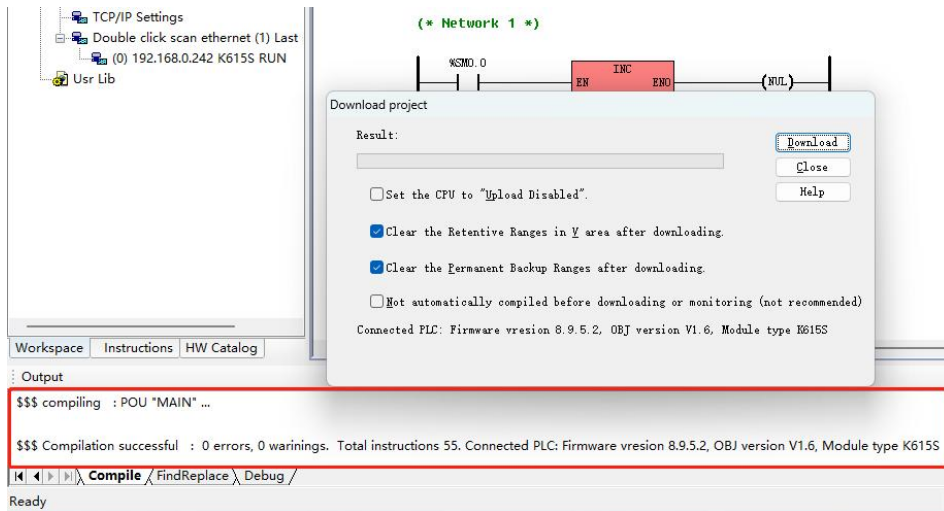 TCP/IP Settings
Double click scan ethernet (1) Last
(0) 192.168.0.242 K615S RUN
Usr Lib
(* Network 1 *)
%SM0.0
INC
EN ENO
(NUL)
Download project
Result:
Download
Close
Help
Set the CPU to "Upload Disabled".
Clear the Retentive Ranges in V area after downloading.
Clear the Permanent Backup Ranges after downloading.
Not automatically compiled before downloading or monitoring (not recommended)
Connected PLC: Firmware vresion 8.9.5.2, OBJ version V1.6, Module type K615S
Workspace Instructions HW Catalog
Output
$$$ compiling : POU "MAIN" ...
$$$ Compilation successful : 0 errors, 0 warinings. Total instructions 55. Connected PLC: Firmware vresion 8.9.5.2, OBJ version V1.6, Module type K615S
Compile FindReplace Debug
Ready